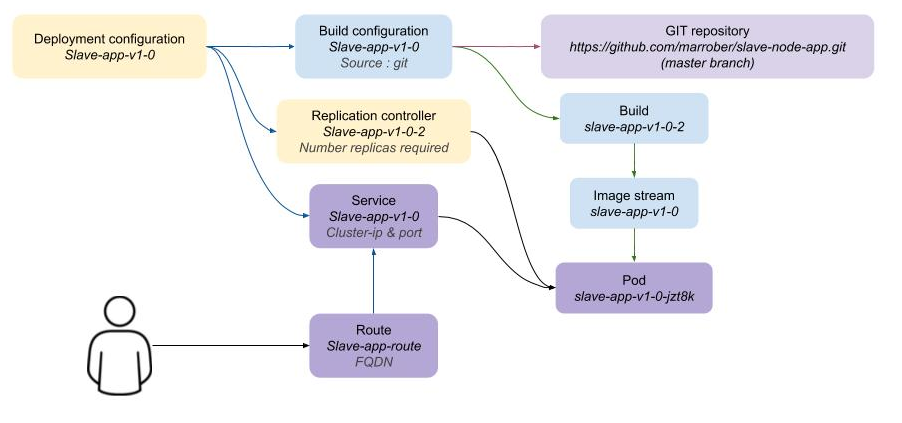 Deployment configuration
Slave-app-v1-0
Build configuration
Slave-app-v1-0
Source : git
GIT repository
https://github.com/marrober/slave-node-app.git
(master branch)
Replication controller
Slave-app-v1-0-2
Number replicas required
Build
slave-app-v1-0-2
Service
Slave-app-v1-0
Cluster-ip & port
Image stream
slave-app-v1-0
Pod
slave-app-v1-0-jzt8k
Route
Slave-app-route
FQDN